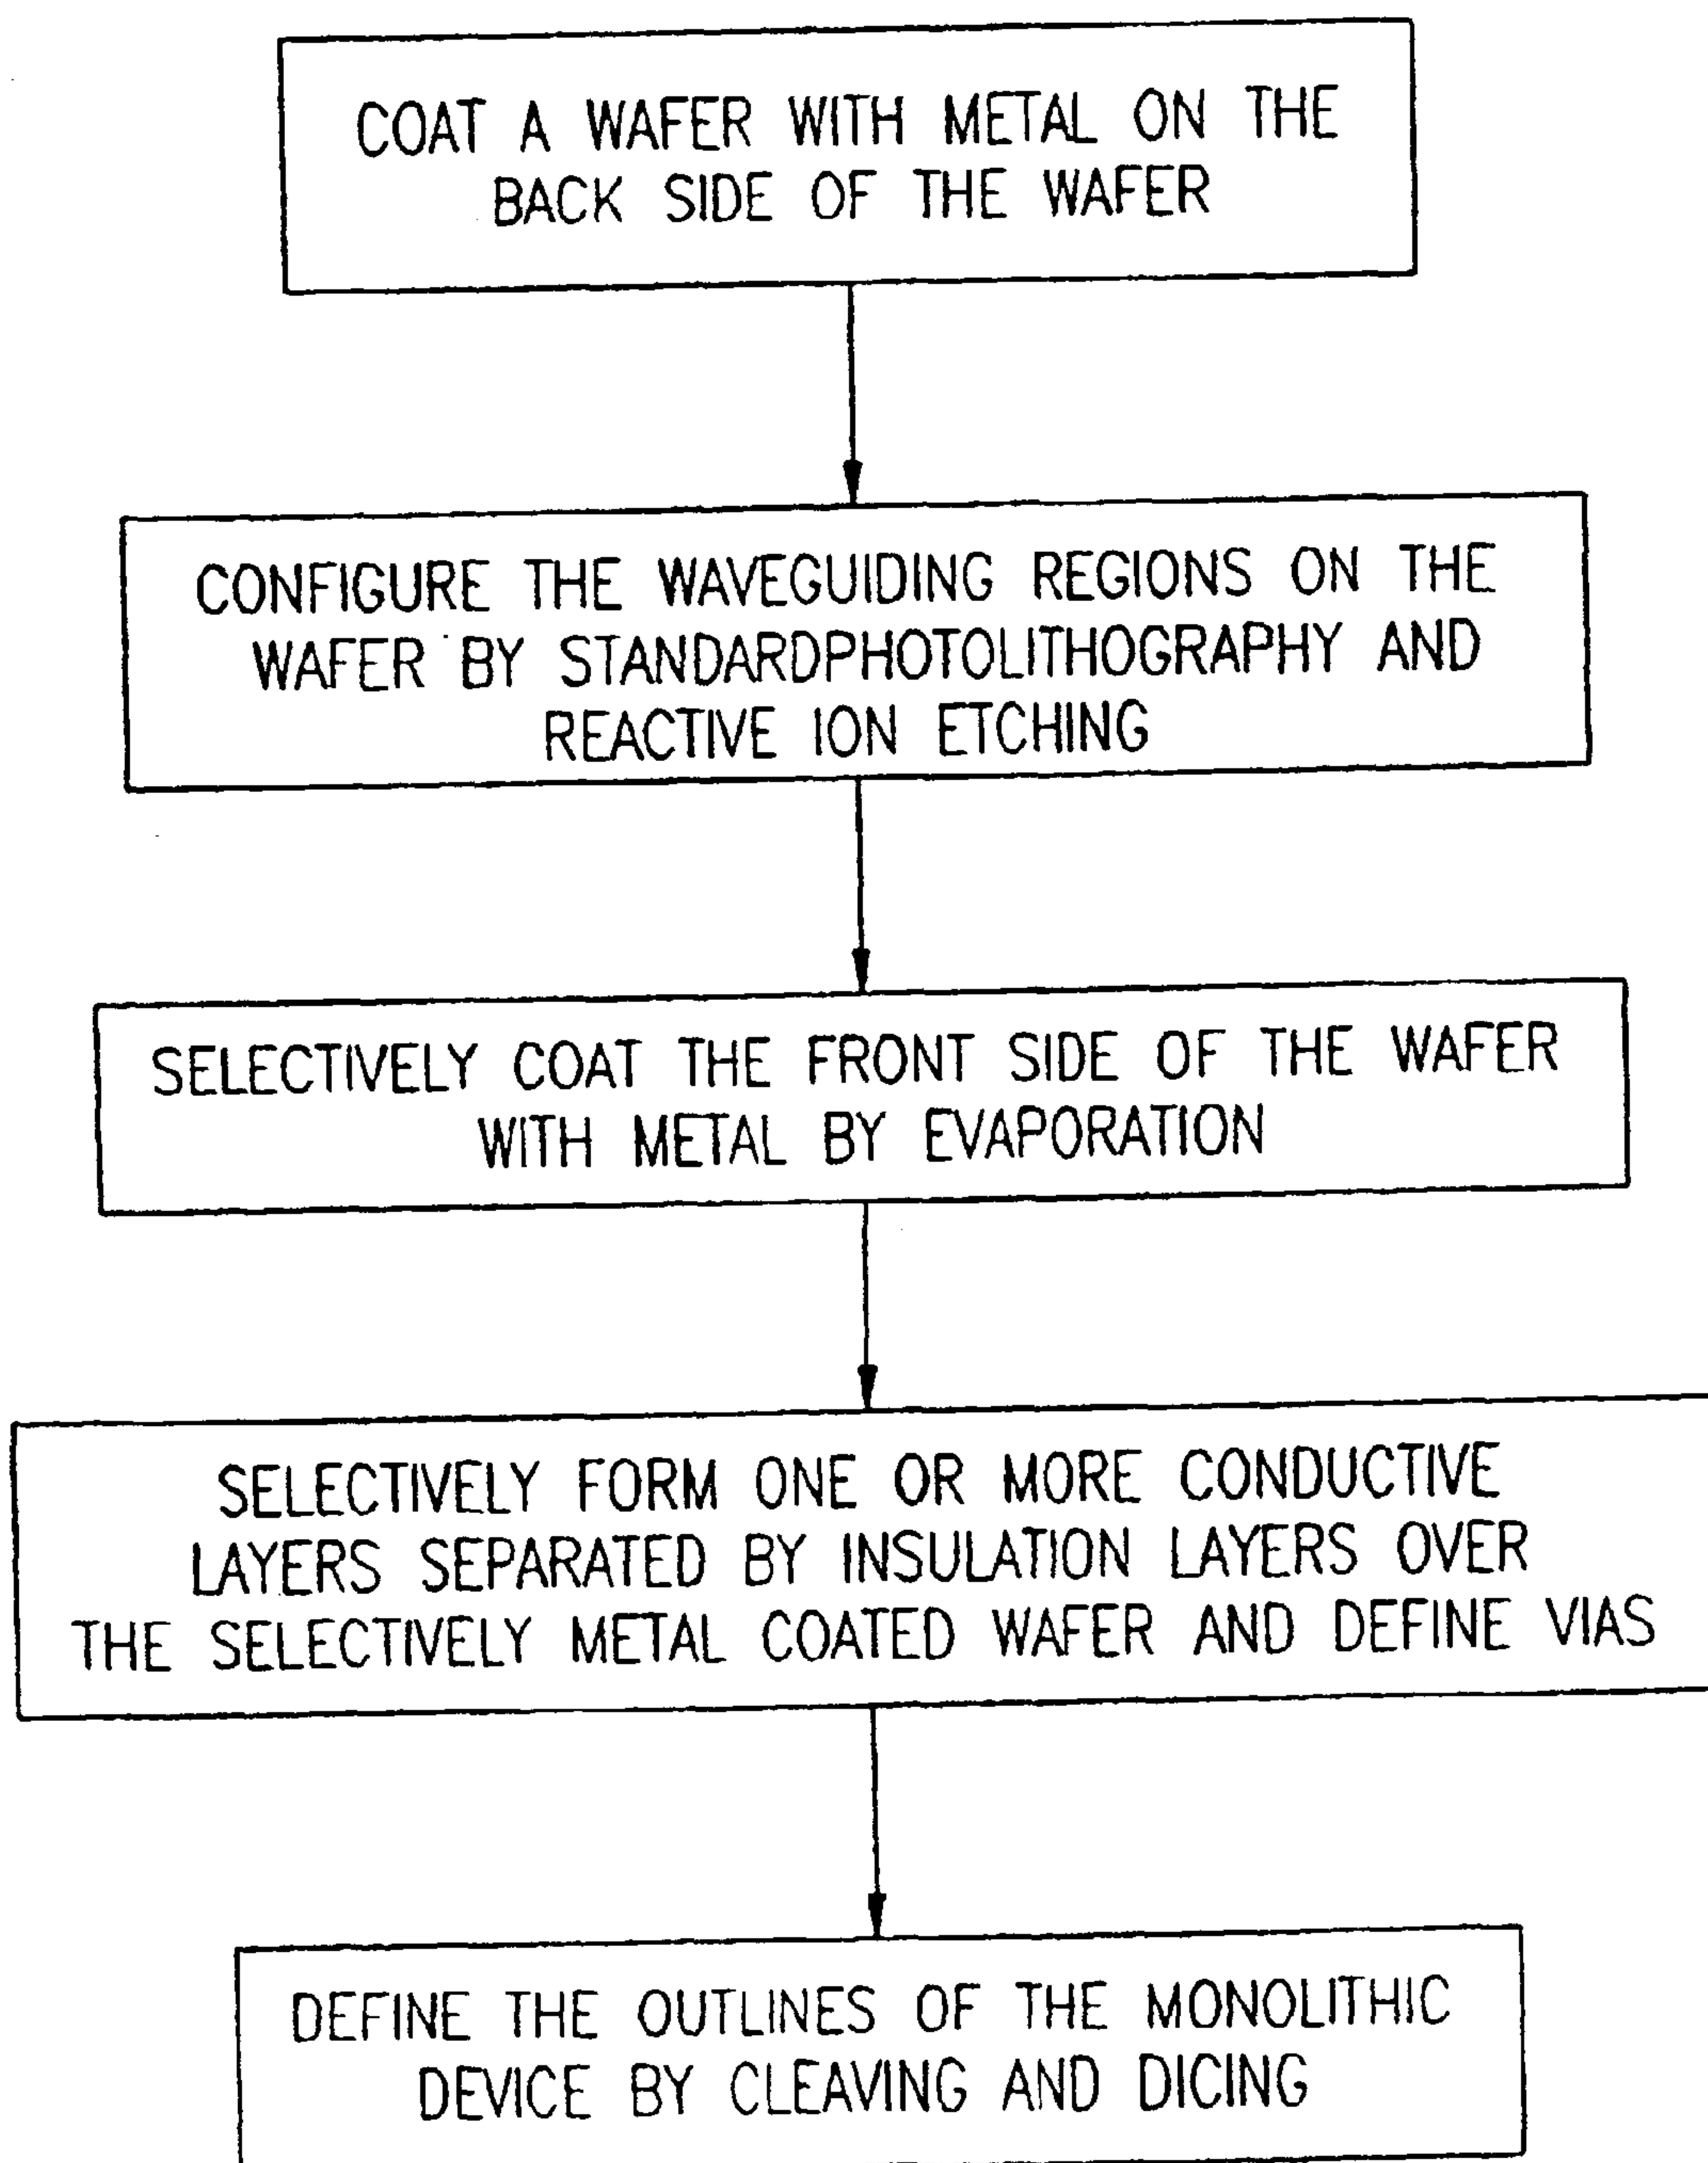 COAT A WAFER WITH METAL ON THE
BACK SIDE OF THE WAFER
CONFIGURE THE WAVEGUIDING REGIONS ON THE
WAFER BY STANDARDPHOTOLITHOGRAPHY AND
REACTIVE ION ETCHING
SELECTIVELY COAT THE FRONT SIDE OF THE WAFER
WITH METAL BY EVAPORATION
SELECTIVELY FORM ONE OR MORE CONDUCTIVE
LAYERS SEPARATED BY INSULATION LAYERS OVER
THE SELECTIVELY METAL COATED WAFER AND DEFINE VIAS
DEFINE THE OUTLINES OF THE MONOLITHIC
DEVICE BY CLEAVING AND DICING